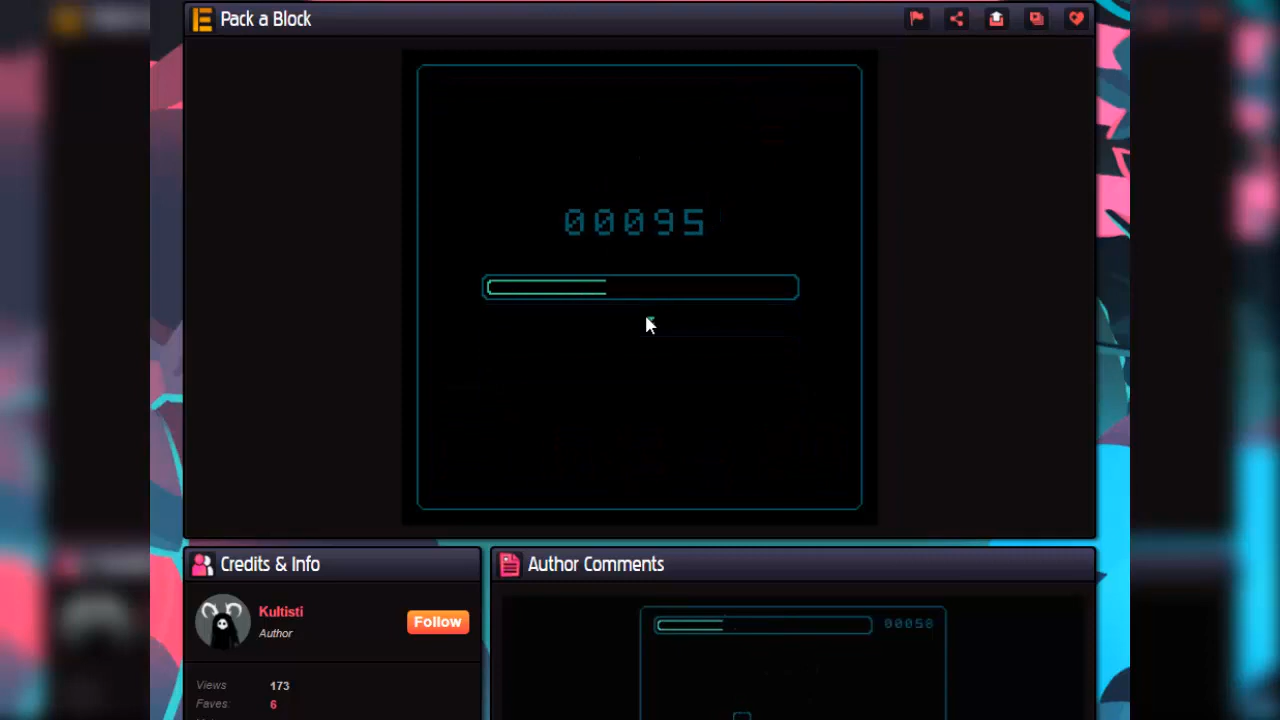 Pack a Block
00095
Credits & Info
Author Comments
Kultisti
Author
Follow
00050
Views 173
Faves: 6